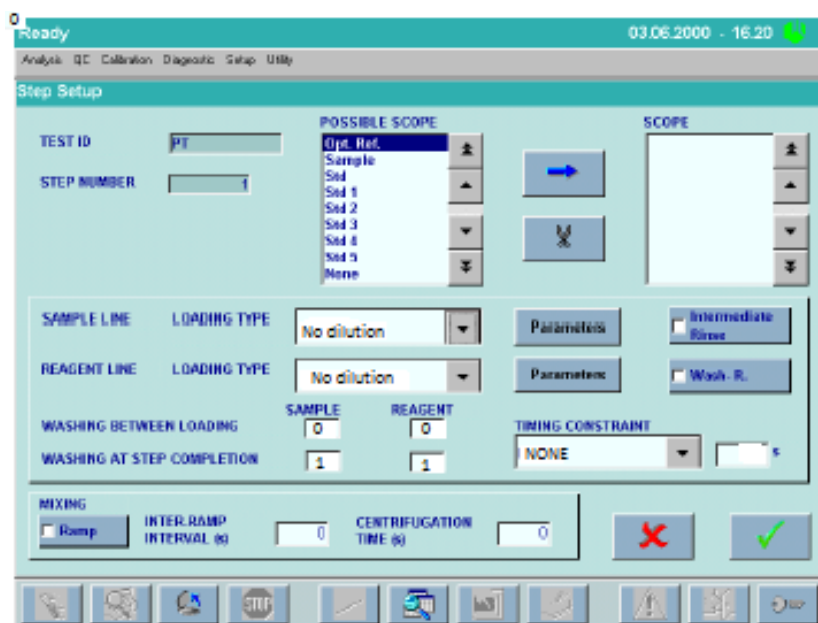 0
Ready 03.06.2000 - 16.20
Analysis QC Calibration Diagnostic Setup Utility
Step Setup
POSSIBLE SCOPE SCOPE
TEST ID PT
STEP NUMBER 1
Opt. Ref.
Sample
Std
Std 1
Std 2
Std 3
Std 4
Std 5
None
SAMPLE LINE LOADING TYPE No dilution Parameters Intermediate Rinse
REAGENT LINE LOADING TYPE No dilution Parameters Wash- R.
SAMPLE REAGENT
WASHING BETWEEN LOADING 0 0 TIMING CONSTRAINT
WASHING AT STEP COMPLETION 1 1 NONE s
MIXING
Ramp INTER.RAMP INTERVAL (s) 0 CENTRIFUGATION TIME (s) 0
STOP